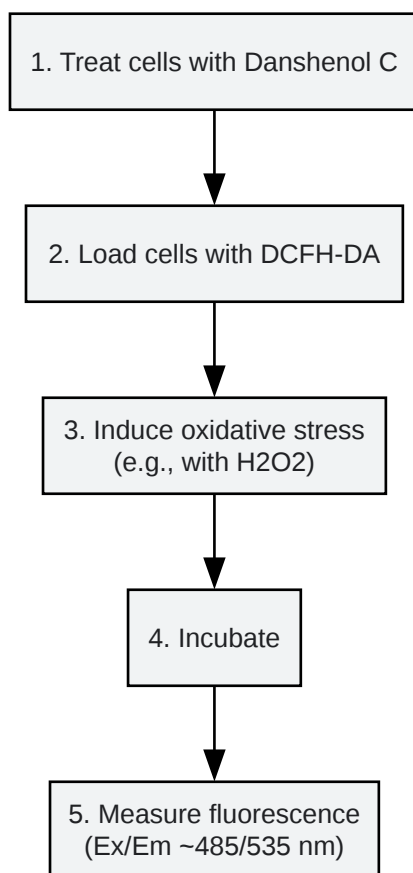 1. Treat cells with Danshenol C
2. Load cells with DCFH-DA
3. Induce oxidative stress
(e.g., with H2O2)
4. Incubate
5. Measure fluorescence
(Ex/Em ~485/535 nm)